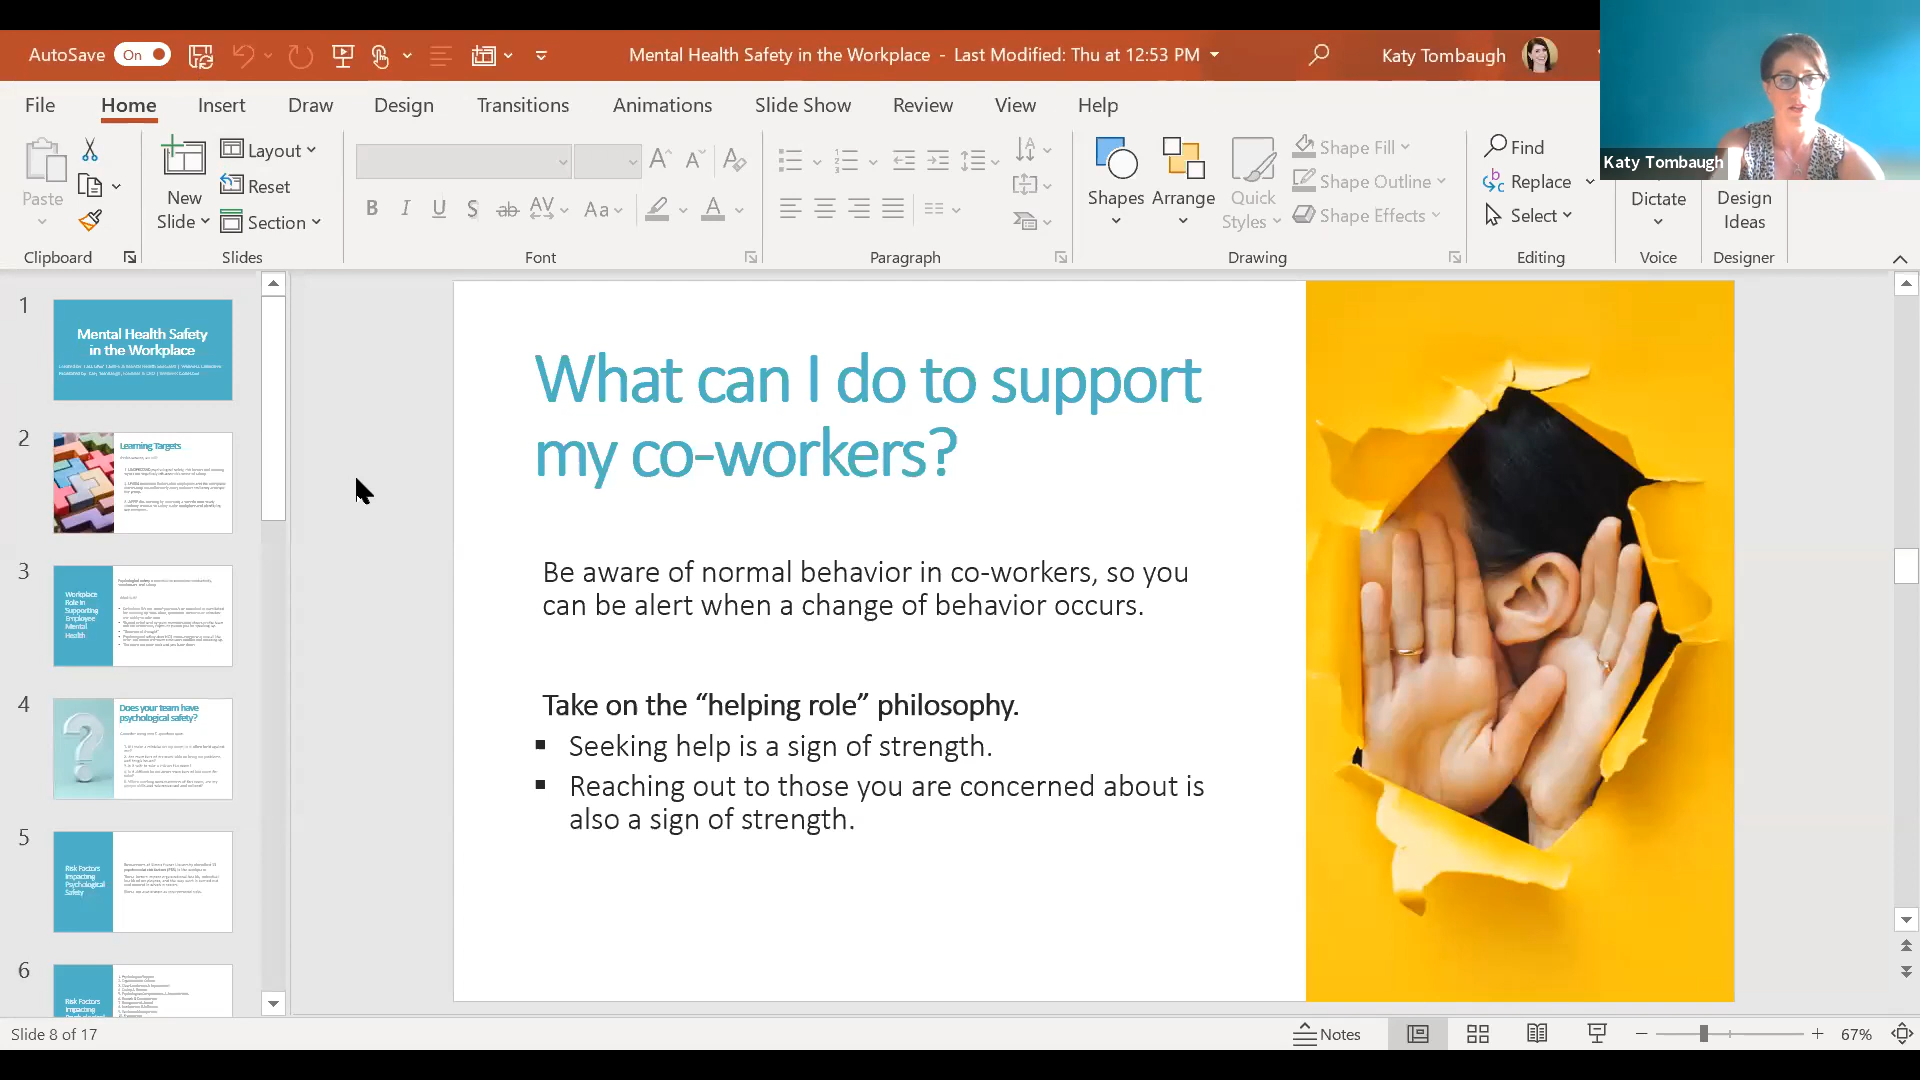 AutoSave On
Mental Health Safety in the Workplace - Last Modified: Thu at 12:53 PM
Katy Tombaugh
File Home Insert Draw Design Transitions Animations Slide Show Review View Help
Katy Tombaugh
Paste
New
Slide
Layout
Reset
Section
B I U S ab AV Aa A
Shapes
Arrange
Quick
Styles
Shape Fill
Shape Outline
Shape Effects
Find
Replace
Select
Dictate
Design
Ideas
Clipboard Slides Font Paragraph Drawing Editing Voice Designer
1
Mental Health Safety
in the Workplace
2
Learning Targets
3
Workplace
Role in
Supporting
Employee
Mental
Health
4
Does your team have
psychological safety?
5
Risk Factors
Impacting
Psychological
Safety
6
Risk Factors
Impacting
What can I do to support
my co-workers?
Be aware of normal behavior in co-workers, so you
can be alert when a change of behavior occurs.
Take on the “helping role” philosophy.
▪ Seeking help is a sign of strength.
▪ Reaching out to those you are concerned about is
also a sign of strength.
Slide 8 of 17
Notes
67%